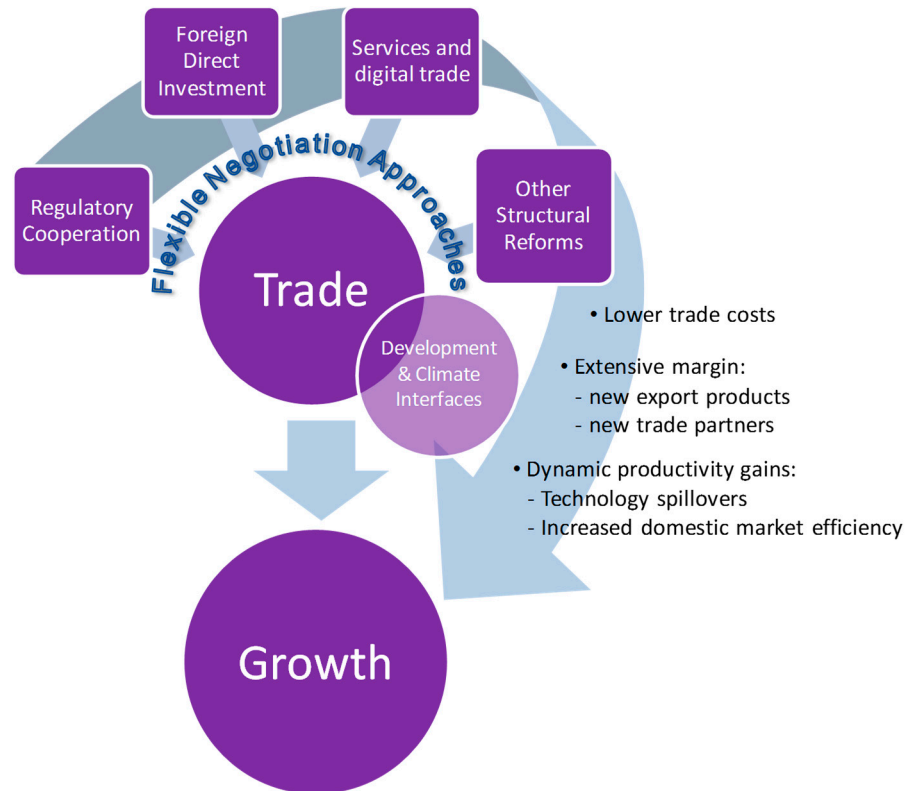 Foreign
Direct
Investment
Services and
digital trade
Regulatory
Cooperation
Flexible Negotiation Approaches
Other
Structural
Reforms
Trade
Development
& Climate
Interfaces
• Lower trade costs
• Extensive margin:
- new export products
- new trade partners
• Dynamic productivity gains:
- Technology spillovers
- Increased domestic market efficiency
Growth